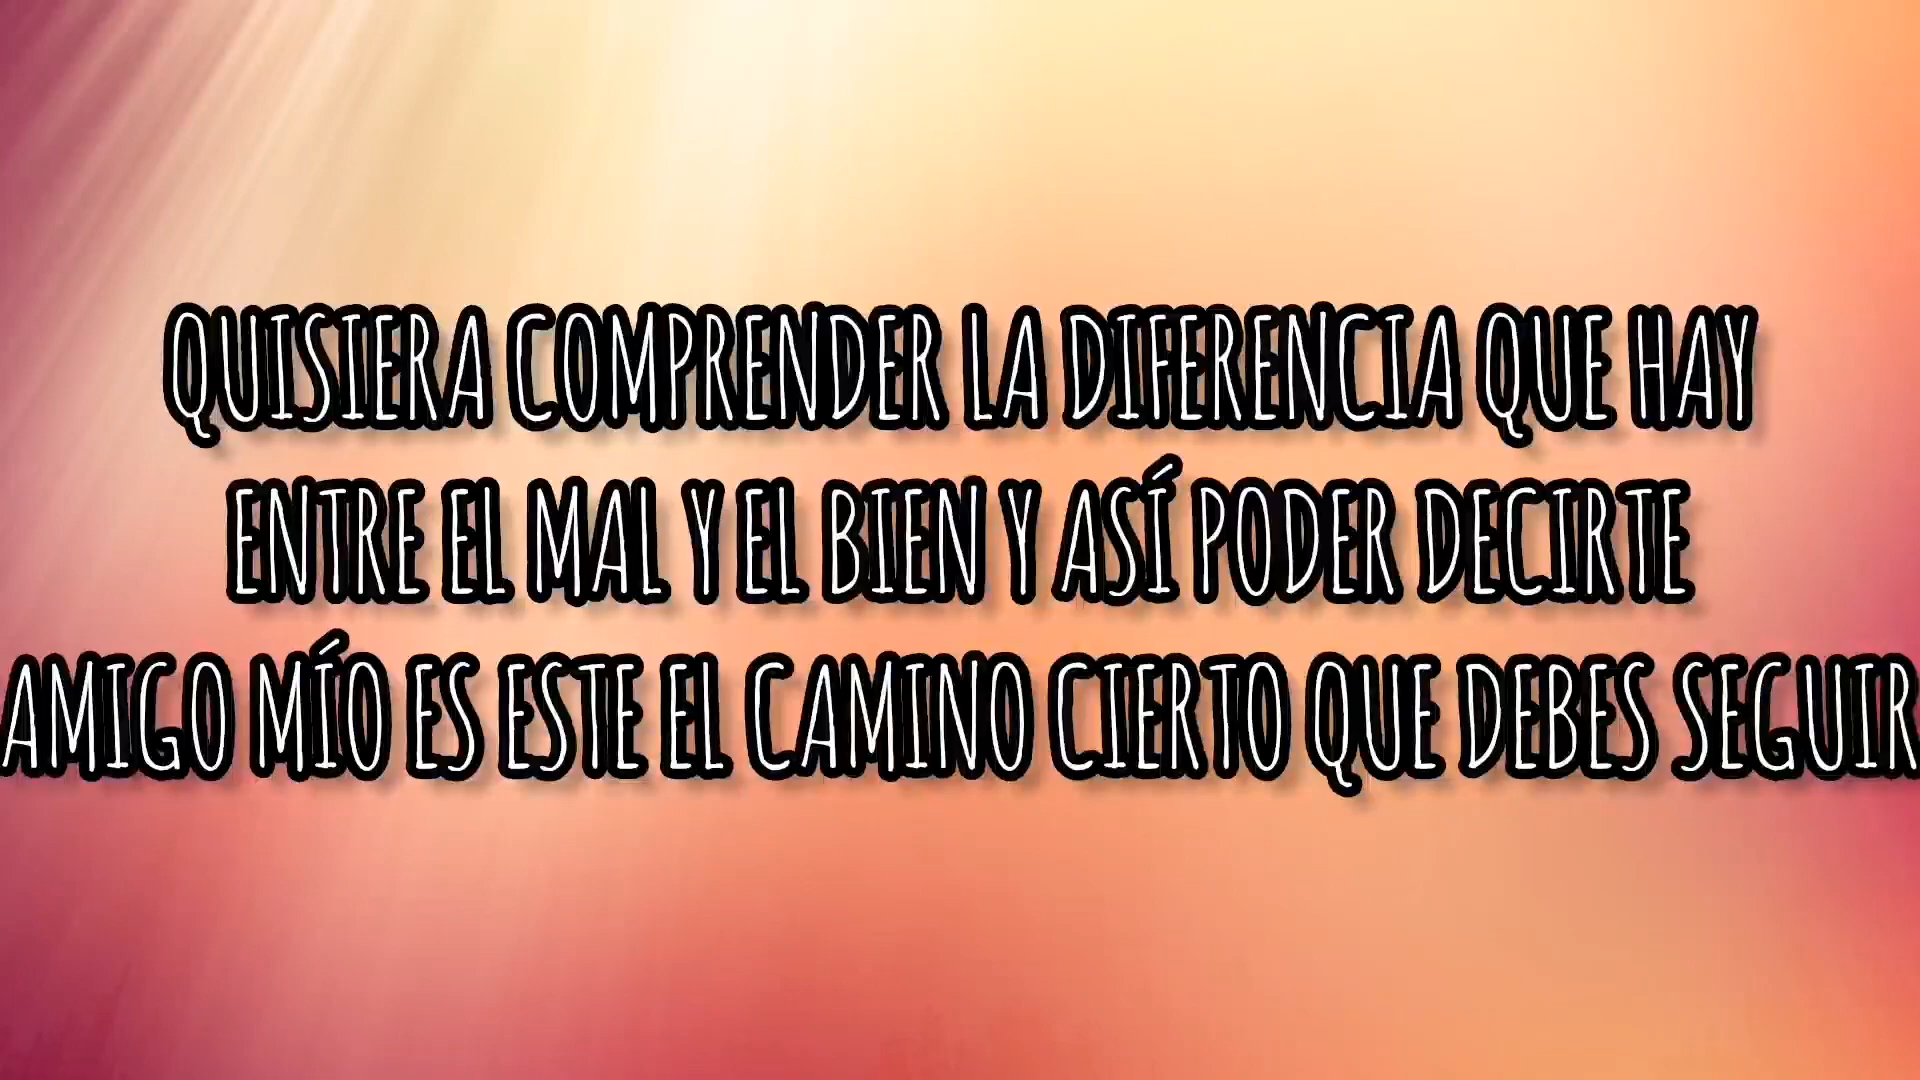 QUISIERA COMPRENDER LA DIFERENCIA QUE HAY
ENTRE EL MAL Y EL BIEN Y ASÍ PODER DECIRTE
AMIGO MÍO ES ESTE EL CAMINO CIERTO QUE DEBES SEGUIR